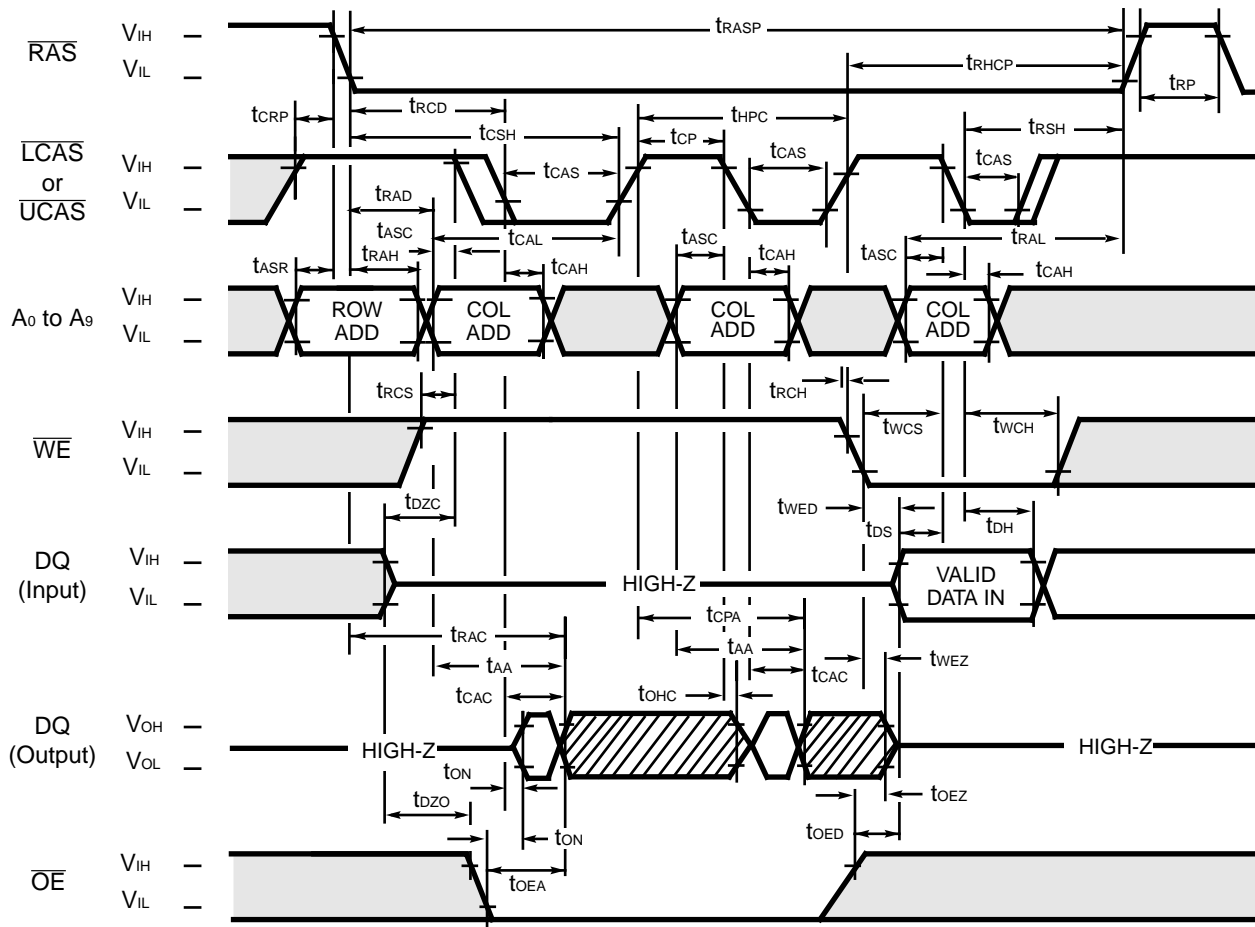 RAS
VIH
VIL
tRASP
tRHCP
tRP
tCRP
tRCD
tHPC
tCSH
tCP
tRSH
LCAS
or
UCAS
VIH
VIL
tCAS
tCAS
tCAS
tRAD
tASC
tCAL
tASC
tRAL
tASR
tRAH
tCAH
tCAH
tASC
tCAH
A0 to A9
VIH
VIL
ROW
ADD
COL
ADD
COL
ADD
COL
ADD
tRCS
tRCH
tWCS
tWCH
WE
VIH
VIL
tDZC
tWED
tDS
tDH
DQ
(Input)
VIH
VIL
HIGH-Z
VALID
DATA IN
tCPA
tRAC
tAA
tAA
tWEZ
tCAC
tOHC
tCAC
DQ
(Output)
VOH
VOL
HIGH-Z
HIGH-Z
tON
tDZO
tOEZ
tON
tOED
OE
VIH
VIL
tOEA